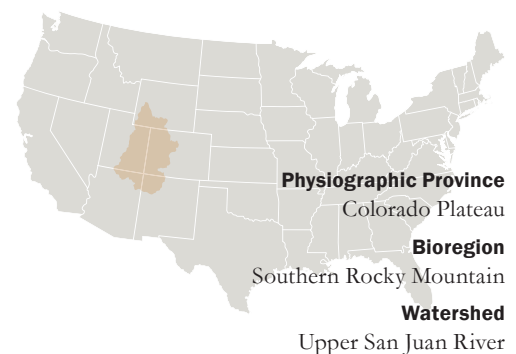 Physiographic Province
Colorado Plateau
Bioregion
Southern Rocky Mountain
Watershed
Upper San Juan River